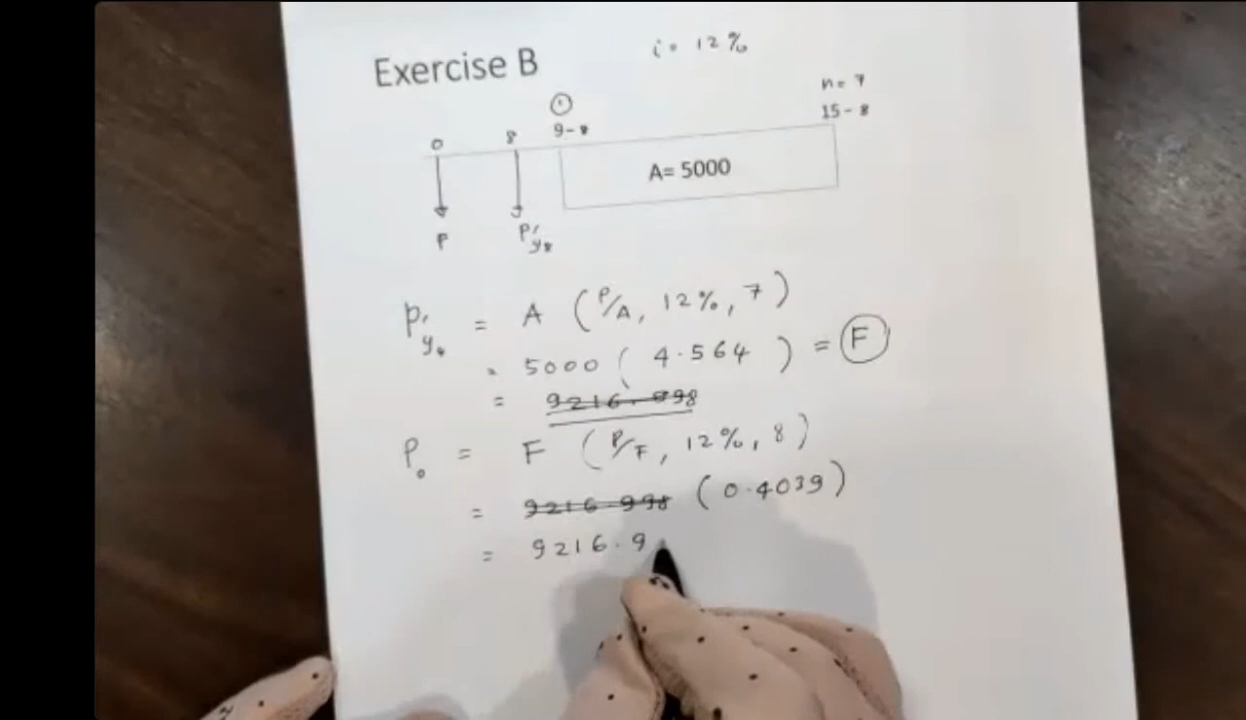 Exercise B
i = 12%
n = 7
1
0 8 9-8 15-8
A= 5000
P P'y8
P'y8 = A (P/A, 12%, 7)
= 5000 ( 4.564 ) = F
= 9216.998
P0 = F (P/F, 12%, 8)
= 9216.998 (0.4039)
= 9216.9